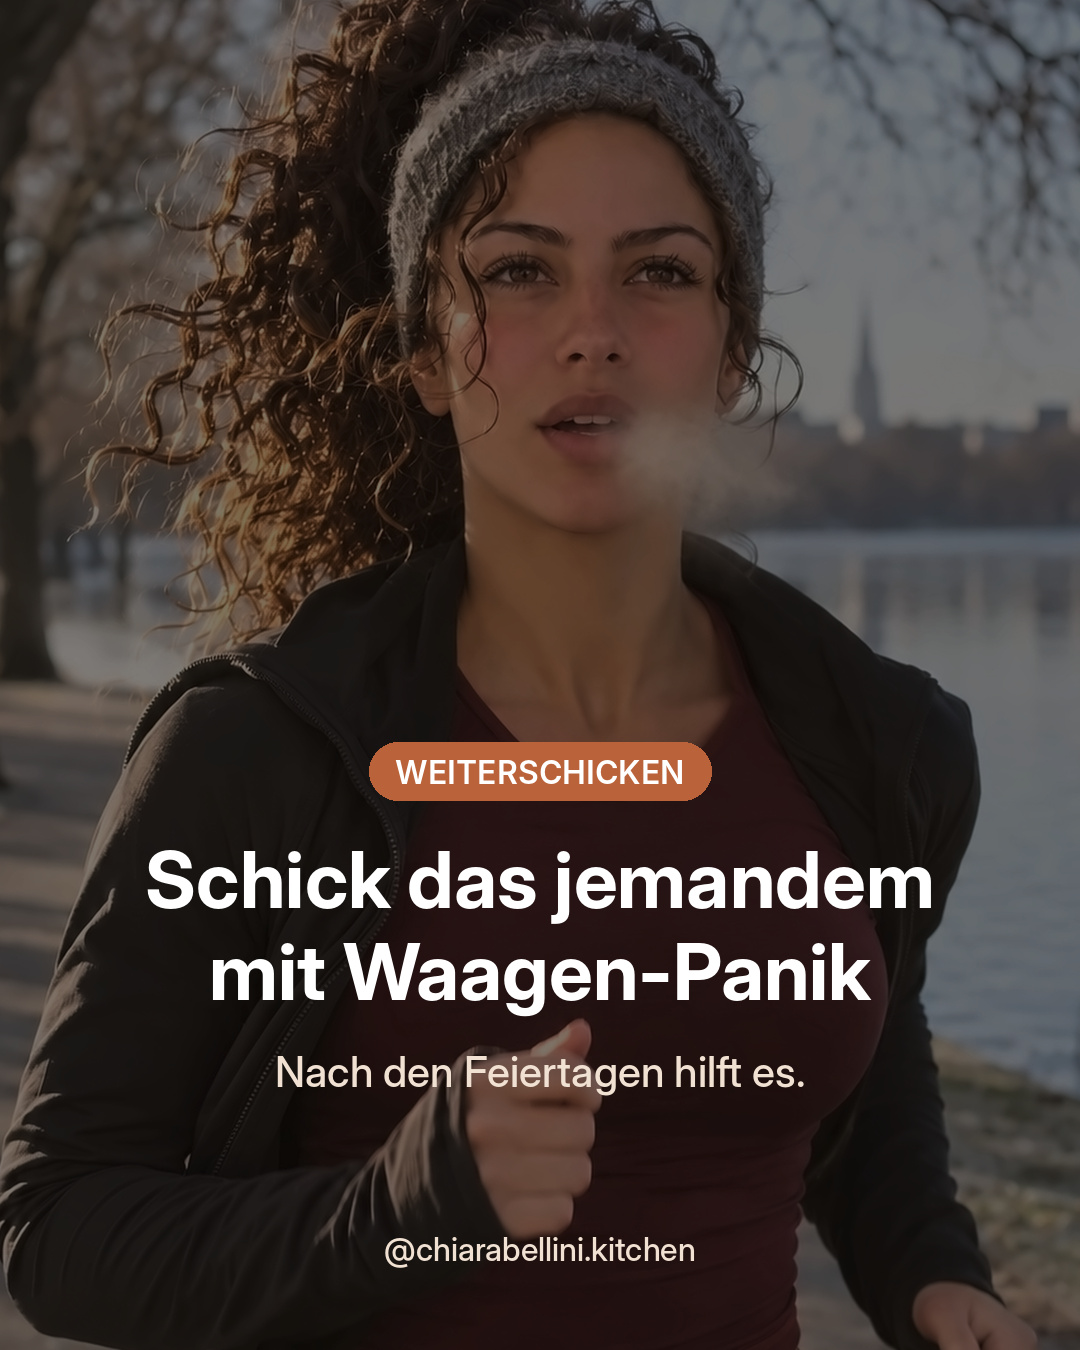 WEITERSCHICKEN
Schick das jemandem
mit Waagen-Panik
Nach den Feiertagen hilft es.
@chiarabellini.kitchen